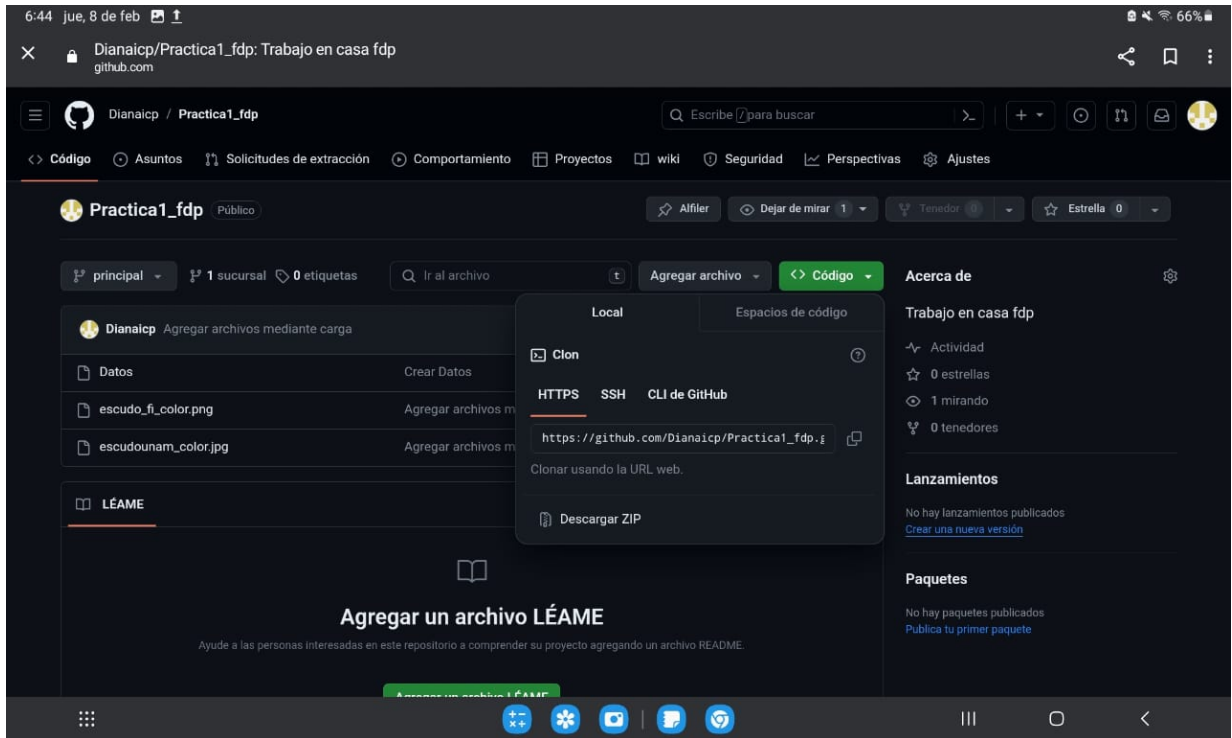 6:44 jue, 8 de feb
66%
Dianaicp/Practica1_fdp: Trabajo en casa fdp
github.com
Dianaicp / Practica1_fdp
Escribe / para buscar
Código Asuntos Solicitudes de extracción Comportamiento Proyectos wiki Seguridad Perspectivas Ajustes
Practica1_fdp Público
Alfiler Dejar de mirar 1 Tenedor 0 Estrella 0
principal 1 sucursal 0 etiquetas Ir al archivo t Agregar archivo <> Código
Dianaicp Agregar archivos mediante carga
Datos Crear Datos
escudo_fi_color.png Agregar archivos m
escudounam_color.jpg Agregar archivos m
Local Espacios de código
Clon
HTTPS SSH CLI de GitHub
https://github.com/Dianaicp/Practica1_fdp.g
Clonar usando la URL web.
Descargar ZIP
LÉAME
Agregar un archivo LÉAME
Ayude a las personas interesadas en este repositorio a comprender su proyecto agregando un archivo README.
Agregar un archivo LÉAME
Acerca de
Trabajo en casa fdp
Actividad
0 estrellas
1 mirando
0 tenedores
Lanzamientos
No hay lanzamientos publicados
Crear una nueva versión
Paquetes
No hay paquetes publicados
Publica tu primer paquete